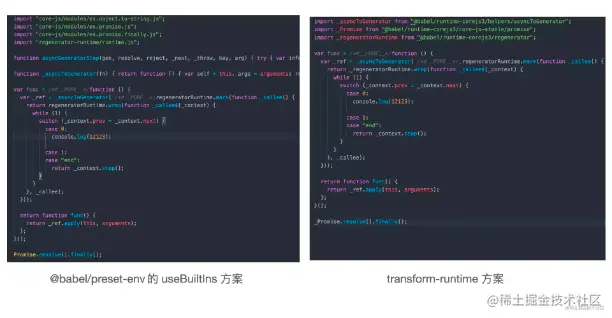 import "core-js/modules/es.object.to-string.js";
import "core-js/modules/es.promise.js";
import "core-js/modules/es.promise.finally.js";
import "regenerator-runtime/runtime.js";
function asyncGeneratorStep(gen, resolve, reject, _next, _throw, key, arg) { try { var info
function _asyncToGenerator(fn) { return function () { var self = this, args = arguments; re
var func = /*#__PURE__*/function () {
var _ref = _asyncToGenerator( /*#__PURE__*/regeneratorRuntime.mark(function _callee() {
return regeneratorRuntime.wrap(function _callee$(_context) {
while (1) {
switch (_context.prev = _context.next) {
case 0:
console.log(12123);
case 1:
case "end":
return _context.stop();
}
}
}, _callee);
}));
return function func() {
return _ref.apply(this, arguments);
};
}();
Promise.resolve().finally();
@babel/preset-env 的 useBuiltIns 方案
import _asyncToGenerator from "@babel/runtime-corejs3/helpers/asyncToGenerator";
import _Promise from "@babel/runtime-corejs3/core-js-stable/promise";
import _regeneratorRuntime from "@babel/runtime-corejs3/regenerator";
var func = /*#__PURE__*/function () {
var _ref = _asyncToGenerator( /*#__PURE__*/_regeneratorRuntime.mark(function _callee() {
return _regeneratorRuntime.wrap(function _callee$(_context) {
while (1) {
switch (_context.prev = _context.next) {
case 0:
console.log(12123);
case 1:
case "end":
return _context.stop();
}
}
}, _callee);
}));
return function func() {
return _ref.apply(this, arguments);
};
}();
_Promise.resolve().finally();
transform-runtime 方案
@稀土掘金技术社区